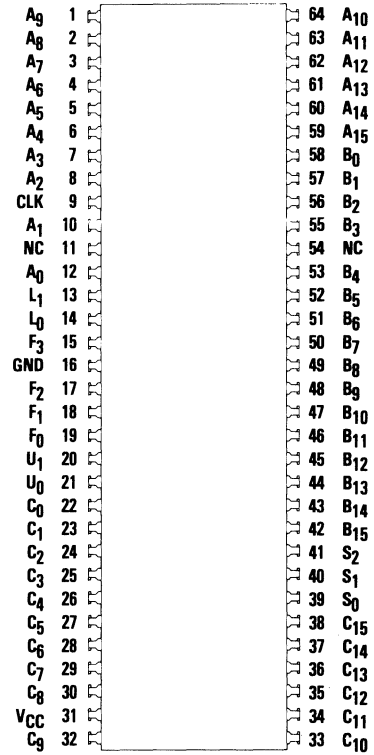 A9 1 64 A10
A8 2 63 A11
A7 3 62 A12
A6 4 61 A13
A5 5 60 A14
A4 6 59 A15
A3 7 58 B0
A2 8 57 B1
CLK 9 56 B2
A1 10 55 B3
NC 11 54 NC
A0 12 53 B4
L1 13 52 B5
L0 14 51 B6
F3 15 50 B7
GND 16 49 B8
F2 17 48 B9
F1 18 47 B10
F0 19 46 B11
U1 20 45 B12
U0 21 44 B13
C0 22 43 B14
C1 23 42 B15
C2 24 41 S2
C3 25 40 S1
C4 26 39 S0
C5 27 38 C15
C6 28 37 C14
C7 29 36 C13
C8 30 35 C12
VCC 31 34 C11
C9 32 33 C10